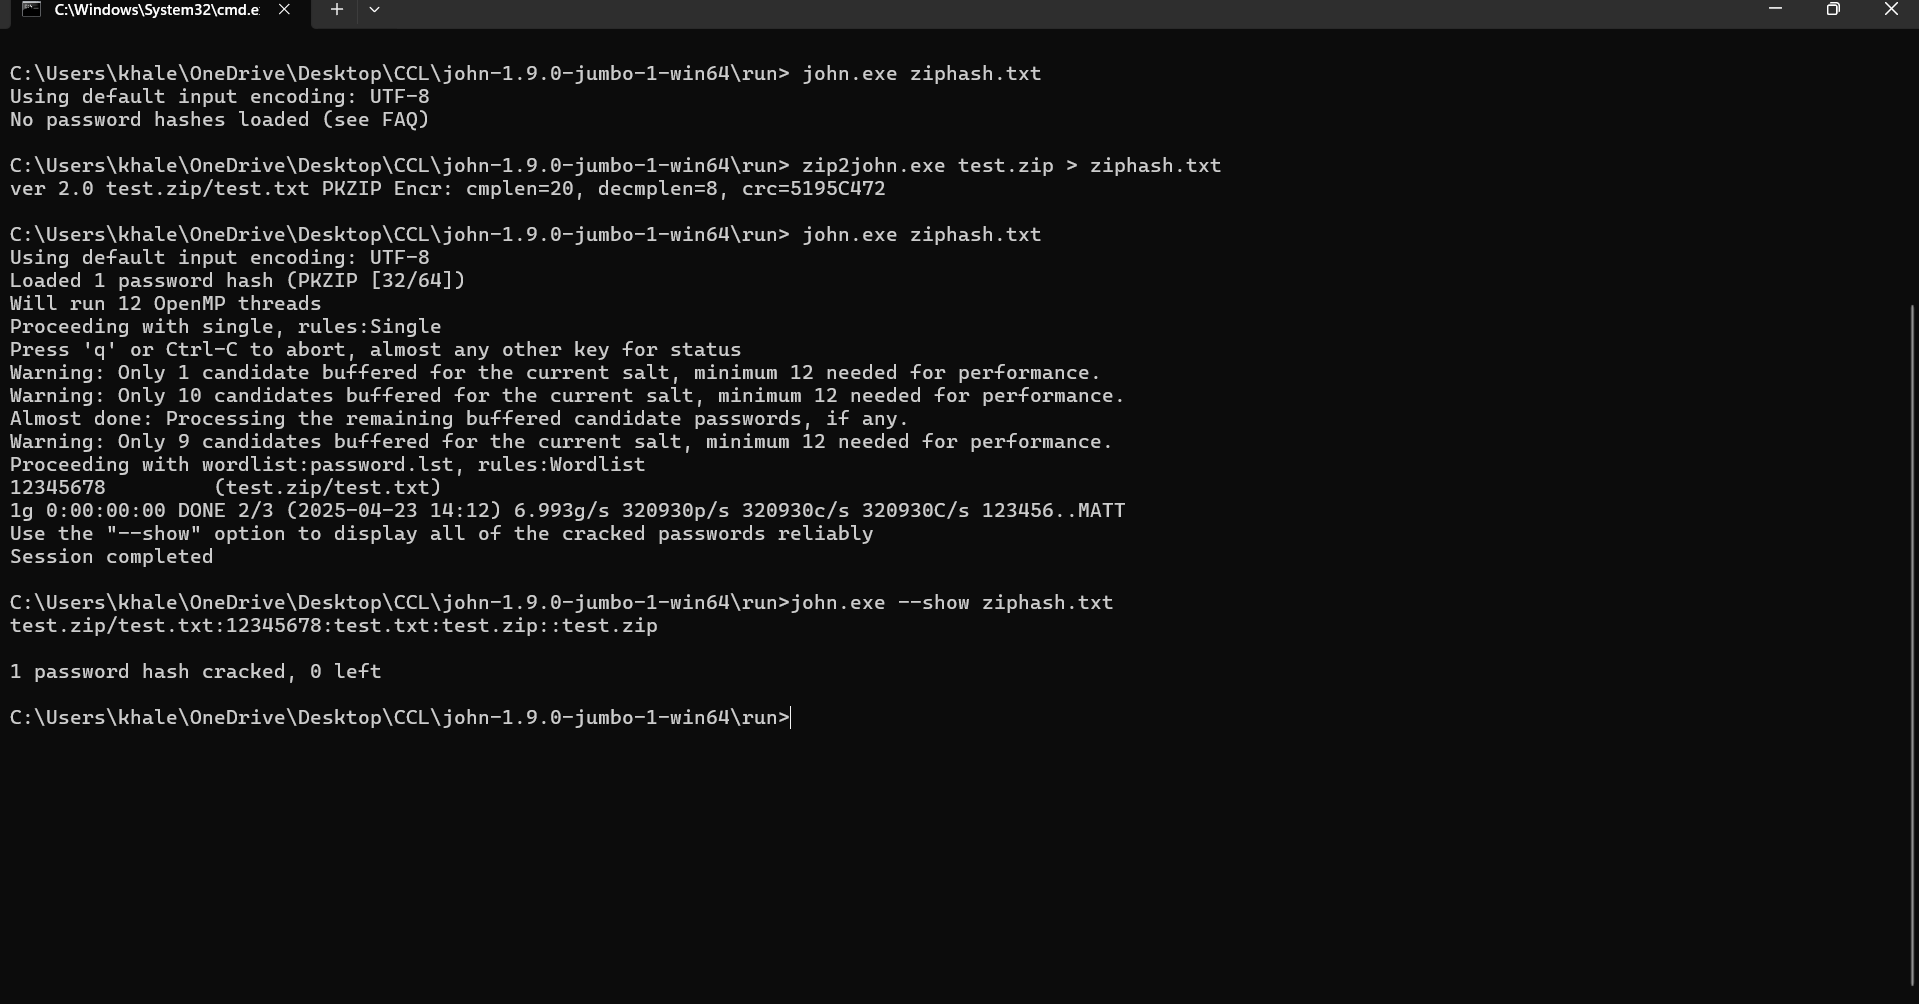 C:\Windows\System32\cmd.e
C:\Users\khale\OneDrive\Desktop\CCL\john-1.9.0-jumbo-1-win64\run> john.exe ziphash.txt
Using default input encoding: UTF-8
No password hashes loaded (see FAQ)
C:\Users\khale\OneDrive\Desktop\CCL\john-1.9.0-jumbo-1-win64\run> zip2john.exe test.zip > ziphash.txt
ver 2.0 test.zip/test.txt PKZIP Encr: cmplen=20, decmplen=8, crc=5195C472
C:\Users\khale\OneDrive\Desktop\CCL\john-1.9.0-jumbo-1-win64\run> john.exe ziphash.txt
Using default input encoding: UTF-8
Loaded 1 password hash (PKZIP [32/64])
Will run 12 OpenMP threads
Proceeding with single, rules:Single
Press 'q' or Ctrl-C to abort, almost any other key for status
Warning: Only 1 candidate buffered for the current salt, minimum 12 needed for performance.
Warning: Only 10 candidates buffered for the current salt, minimum 12 needed for performance.
Almost done: Processing the remaining buffered candidate passwords, if any.
Warning: Only 9 candidates buffered for the current salt, minimum 12 needed for performance.
Proceeding with wordlist:password.lst, rules:Wordlist
12345678         (test.zip/test.txt)
1g 0:00:00:00 DONE 2/3 (2025-04-23 14:12) 6.993g/s 320930p/s 320930c/s 320930C/s 123456..MATT
Use the "--show" option to display all of the cracked passwords reliably
Session completed
C:\Users\khale\OneDrive\Desktop\CCL\john-1.9.0-jumbo-1-win64\run>john.exe --show ziphash.txt
test.zip/test.txt:12345678:test.txt:test.zip::test.zip
1 password hash cracked, 0 left
C:\Users\khale\OneDrive\Desktop\CCL\john-1.9.0-jumbo-1-win64\run>